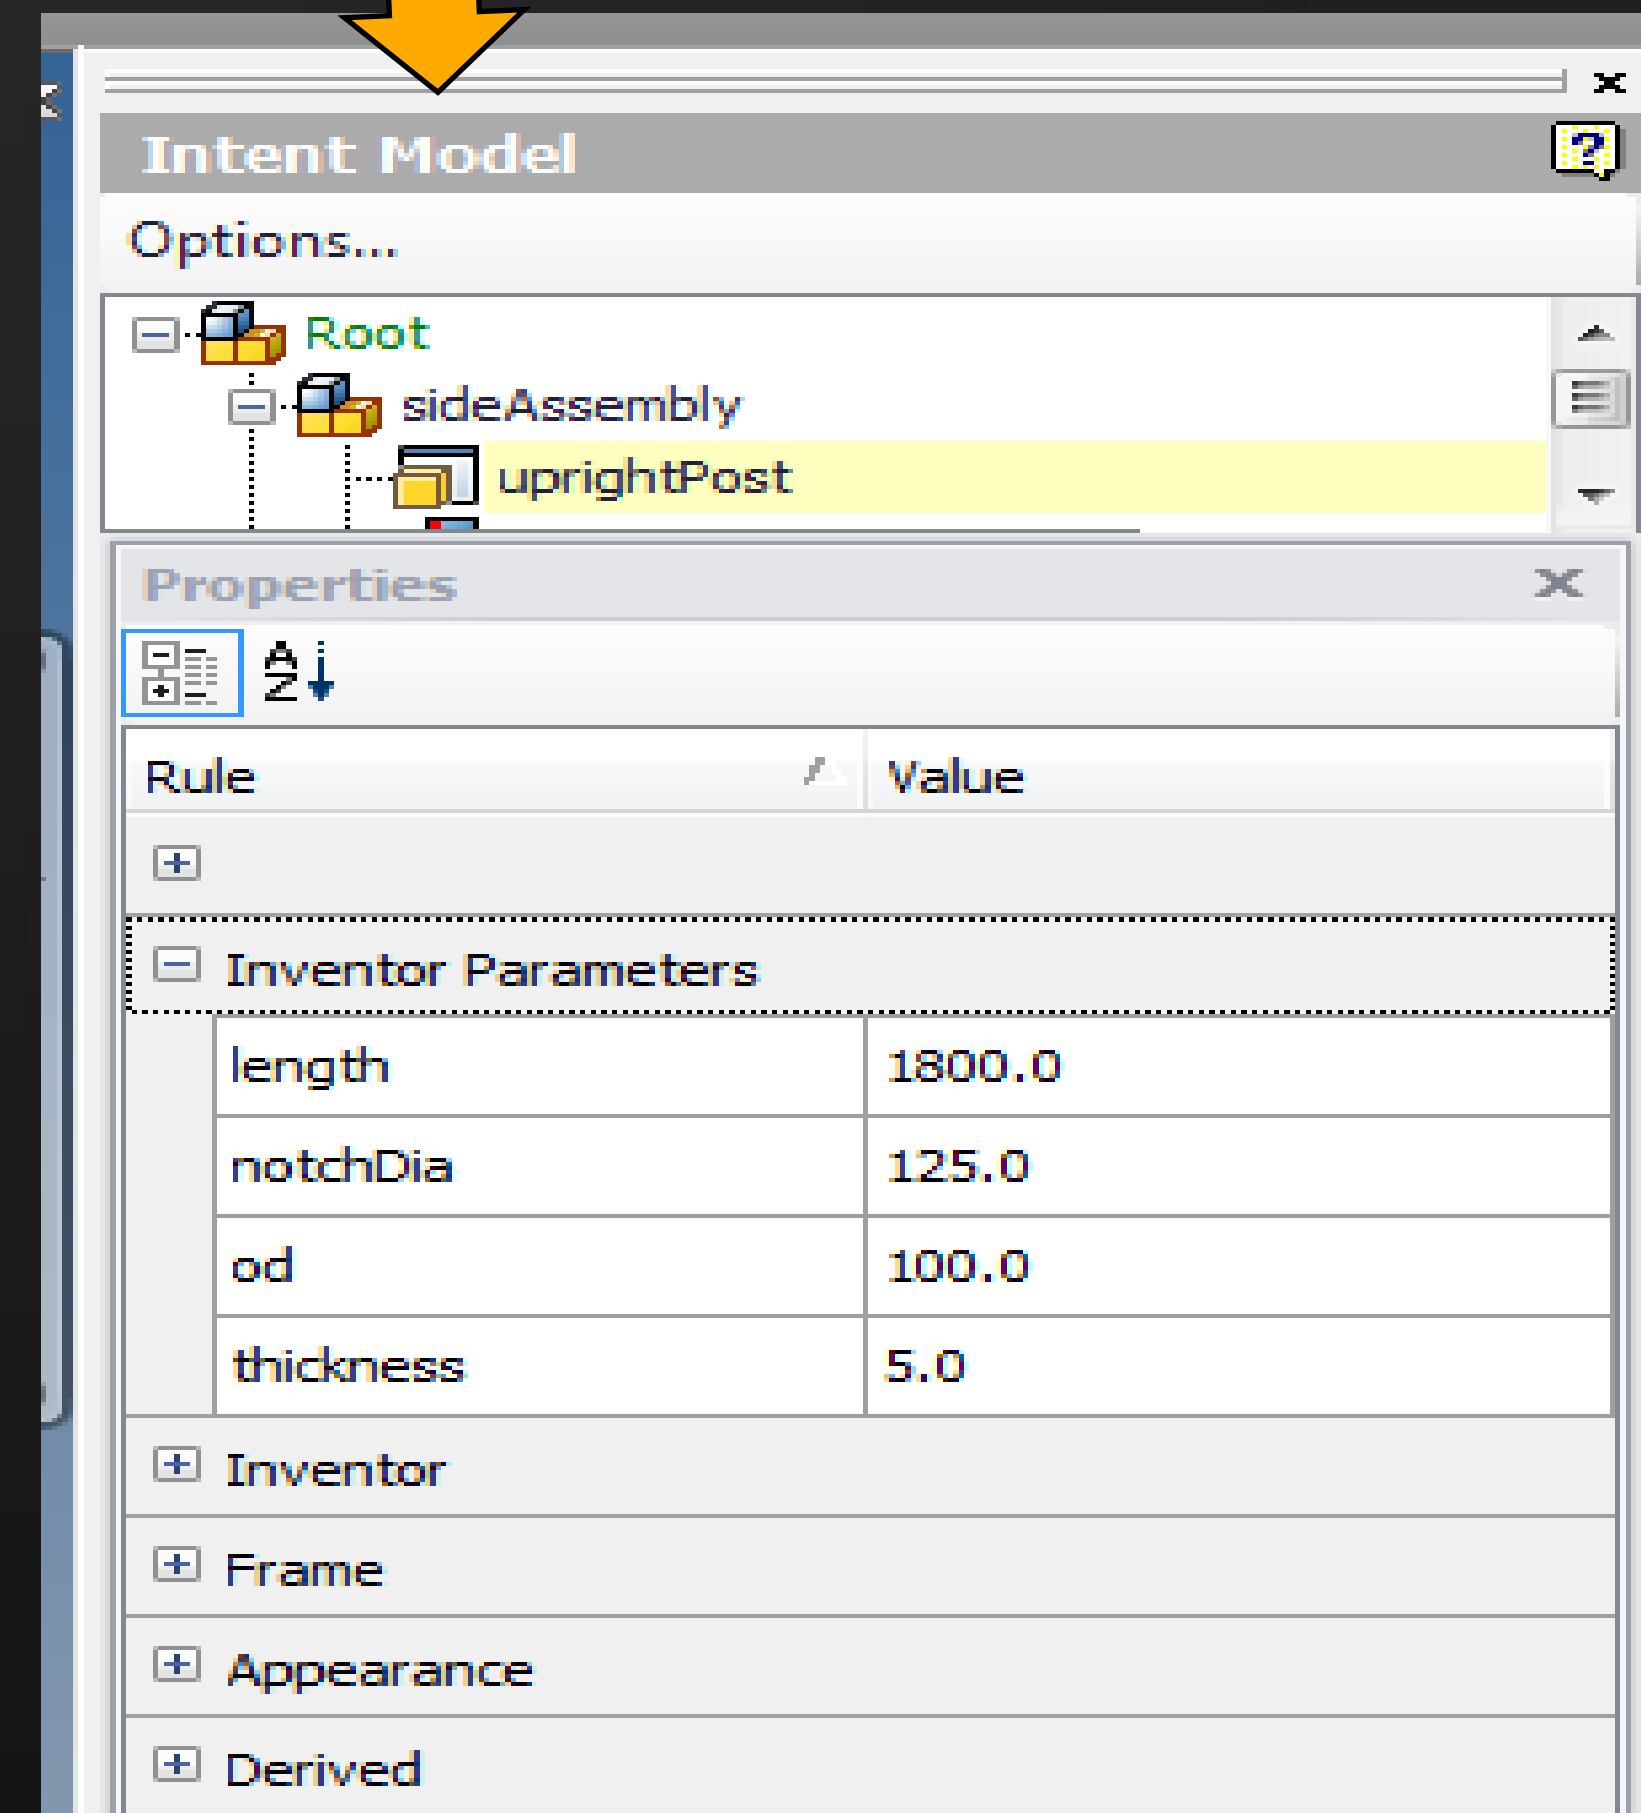 Intent Model
Options...
Root
sideAssembly
uprightPost
Properties
Rule Value
Inventor Parameters
length 1800.0
notchDia 125.0
od 100.0
thickness 5.0
Inventor
Frame
Appearance
Derived